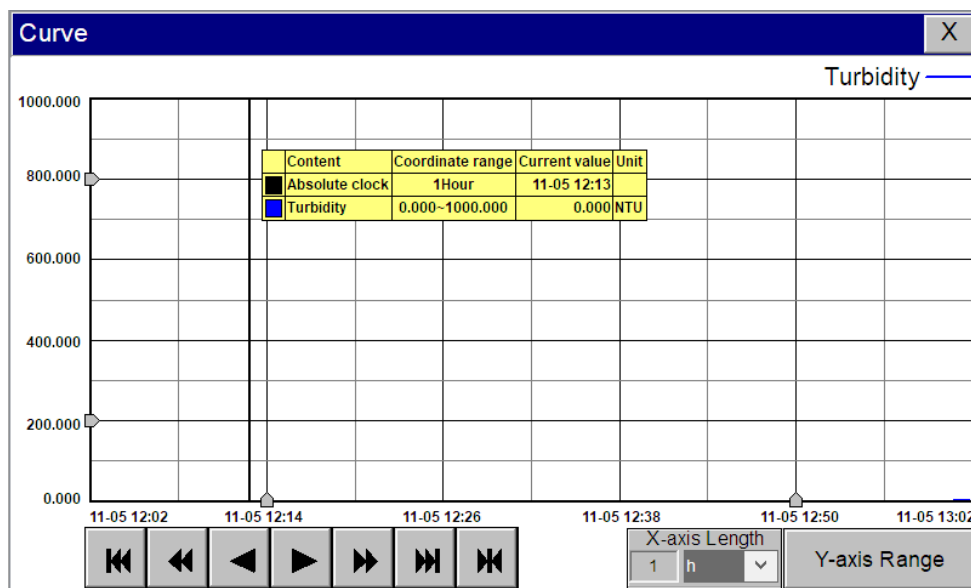 Curve X
Turbidity
1000.000
800.000
600.000
400.000
200.000
0.000
Content Coordinate range Current value Unit
Absolute clock 1Hour 11-05 12:13
Turbidity 0.000~1000.000 0.000 NTU
11-05 12:02 11-05 12:14 11-05 12:26 11-05 12:38 11-05 12:50 11-05 13:02
X-axis Length
1 h
Y-axis Range